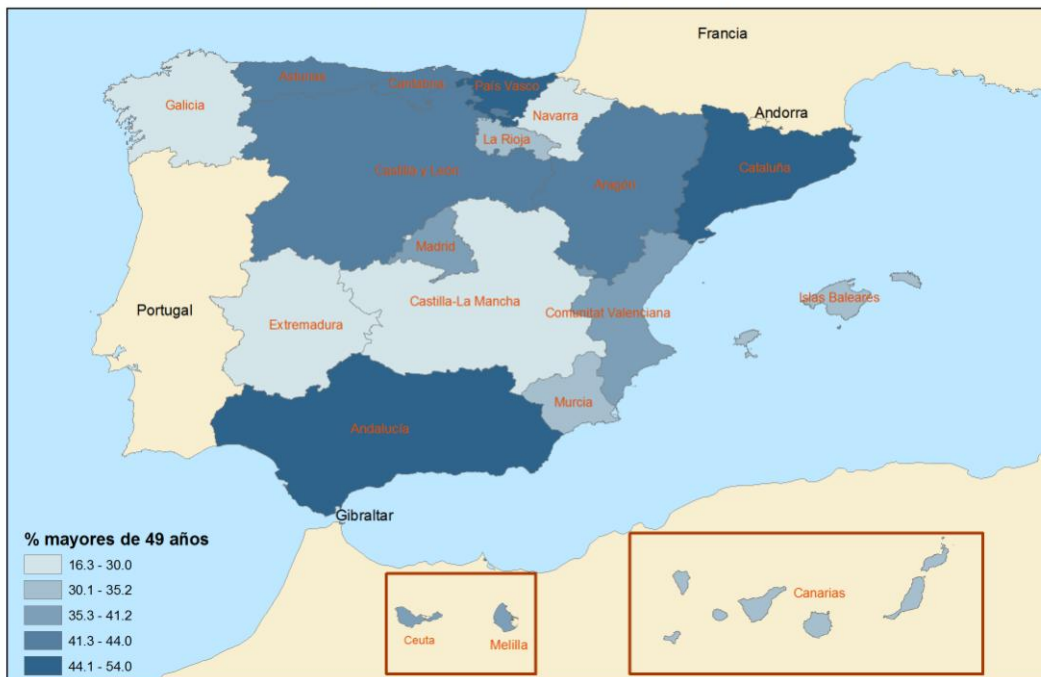 Francia
Asturias
Cantabria
País Vasco
Galicia
Navarra
Andorra
La Rioja
Cataluña
Castilla y León
Aragón
Madrid
Castilla-La Mancha
Islas Baleares
Portugal
Extremadura
Comunitat Valenciana
Murcia
Andalucía
Gibraltar
% mayores de 49 años
16.3 - 30.0
30.1 - 35.2
35.3 - 41.2
41.3 - 44.0
44.1 - 54.0
Ceuta
Melilla
Canarias